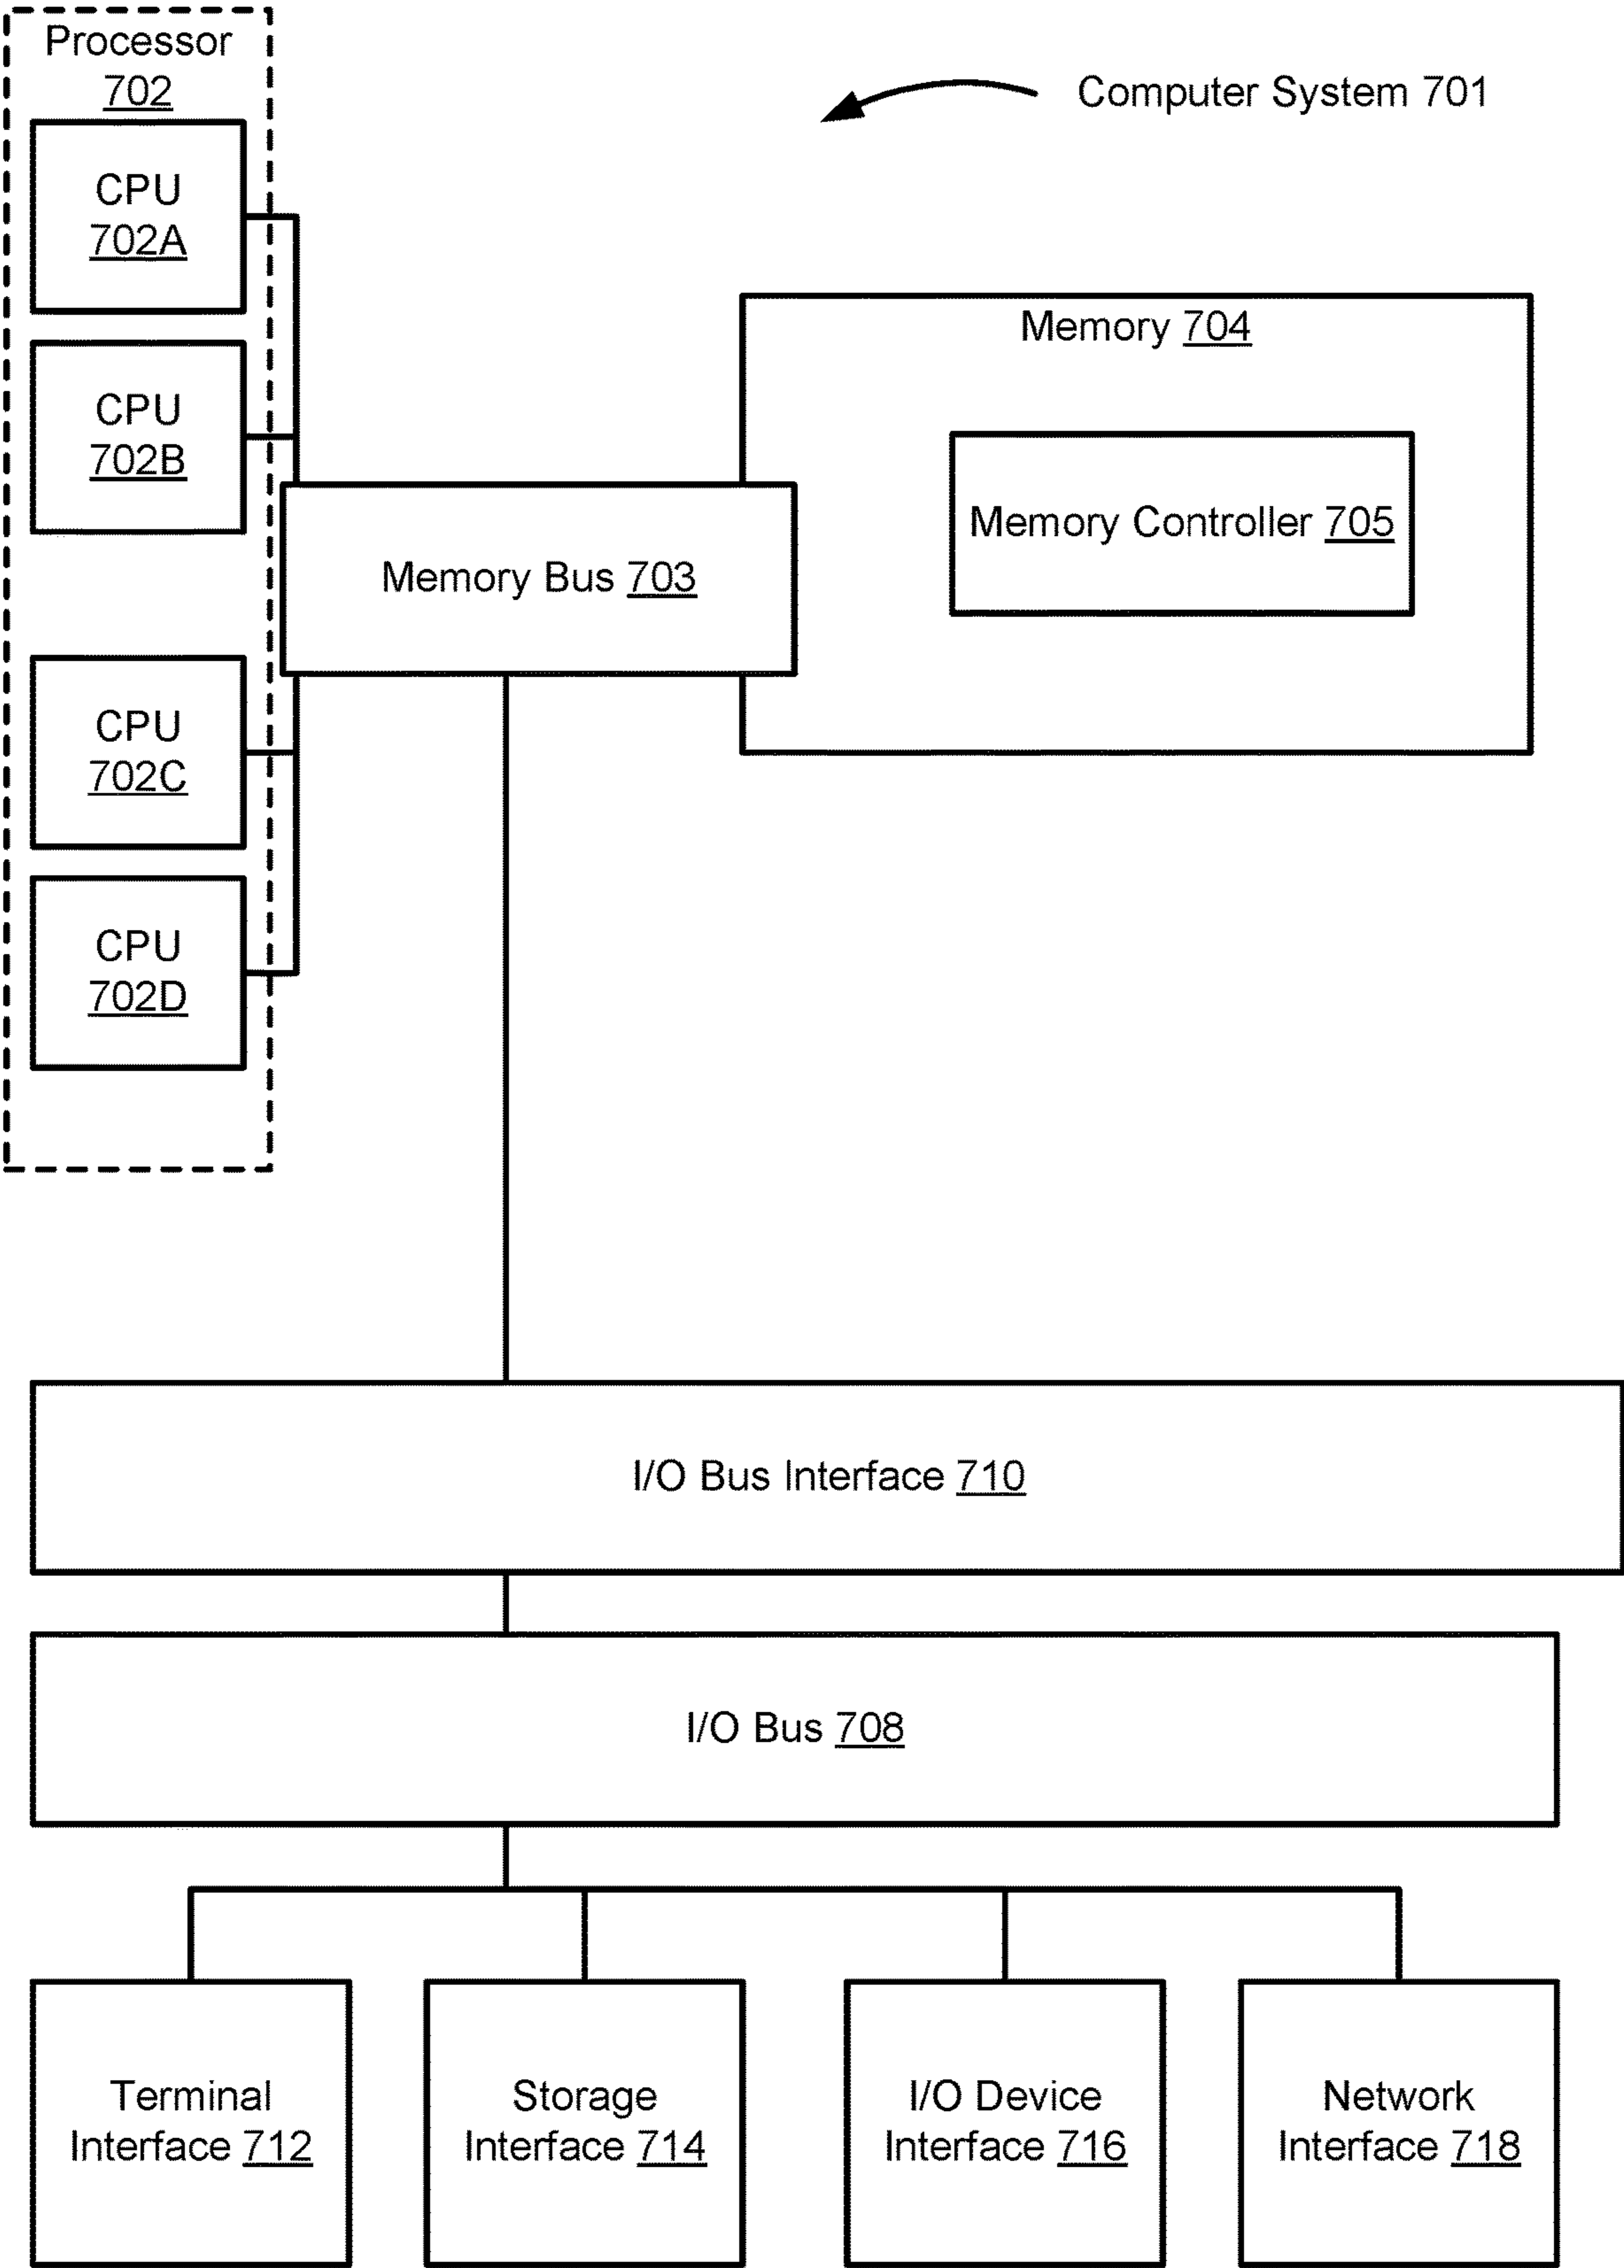 Processor
702
Computer System 701
CPU
702A
Memory 704
CPU
702B
Memory Controller 705
Memory Bus 703
CPU
702C
CPU
702D
I/O Bus Interface 710
I/O Bus 708
Terminal
Interface 712
Storage
Interface 714
I/O Device
Interface 716
Network
Interface 718